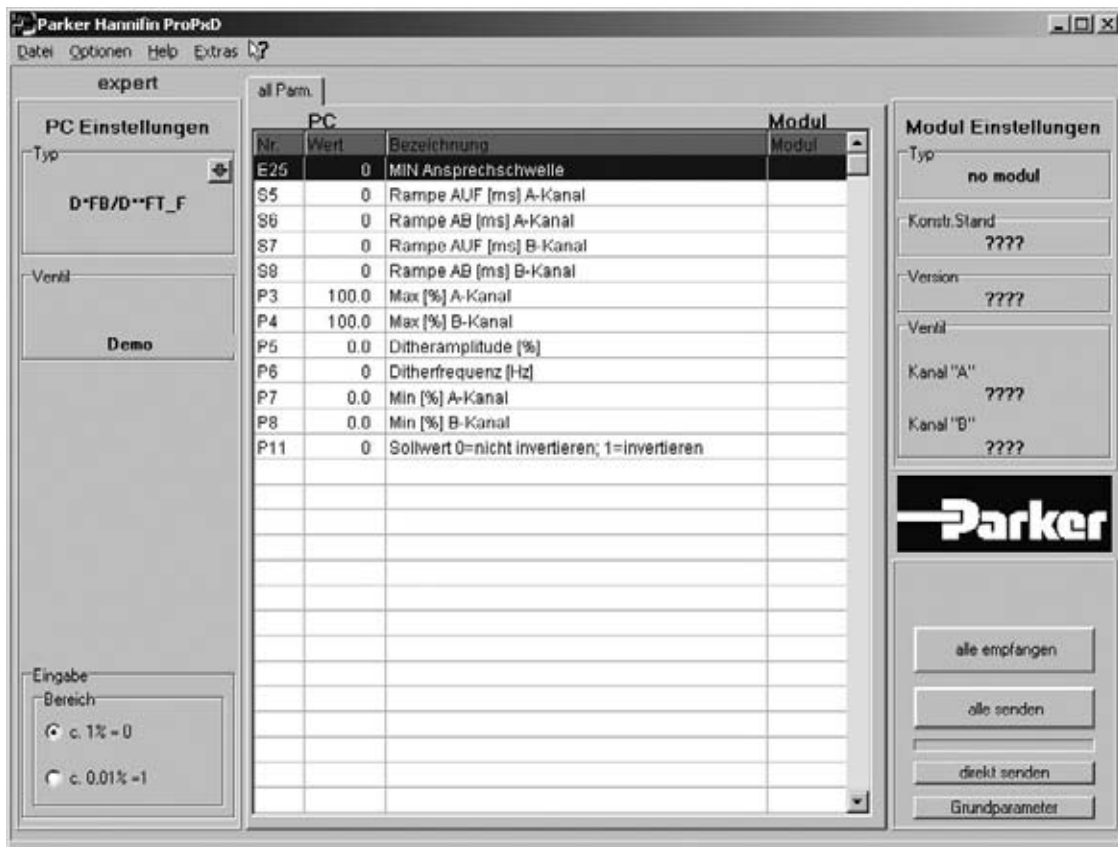 Parker Hannifin ProPxD
Datei Optionen Help Extras
expert
PC Einstellungen
Typ
D*FB/D**FT_F
Ventil
Demo
Eingabe
Bereich
c. 1% = 0
c. 0.01% =1
all Parm.
PC Modul
Nr. Wert Bezeichnung Modul
E25 0 MIN Ansprechschwelle
S5 0 Rampe AUF [ms] A-Kanal
S6 0 Rampe AB [ms] A-Kanal
S7 0 Rampe AUF [ms] B-Kanal
S8 0 Rampe AB [ms] B-Kanal
P3 100.0 Max [%] A-Kanal
P4 100.0 Max [%] B-Kanal
P5 0.0 Ditheramplitude [%]
P6 0 Ditherfrequenz [Hz]
P7 0.0 Min [%] A-Kanal
P8 0.0 Min [%] B-Kanal
P11 0 Sollwert 0=nicht invertieren; 1=invertieren
Modul Einstellungen
Typ
no modul
Konstr.Stand
????
Version
????
Ventil
Kanal "A"
????
Kanal "B"
????
Parker
alle empfangen
alle senden
direkt senden
Grundparameter